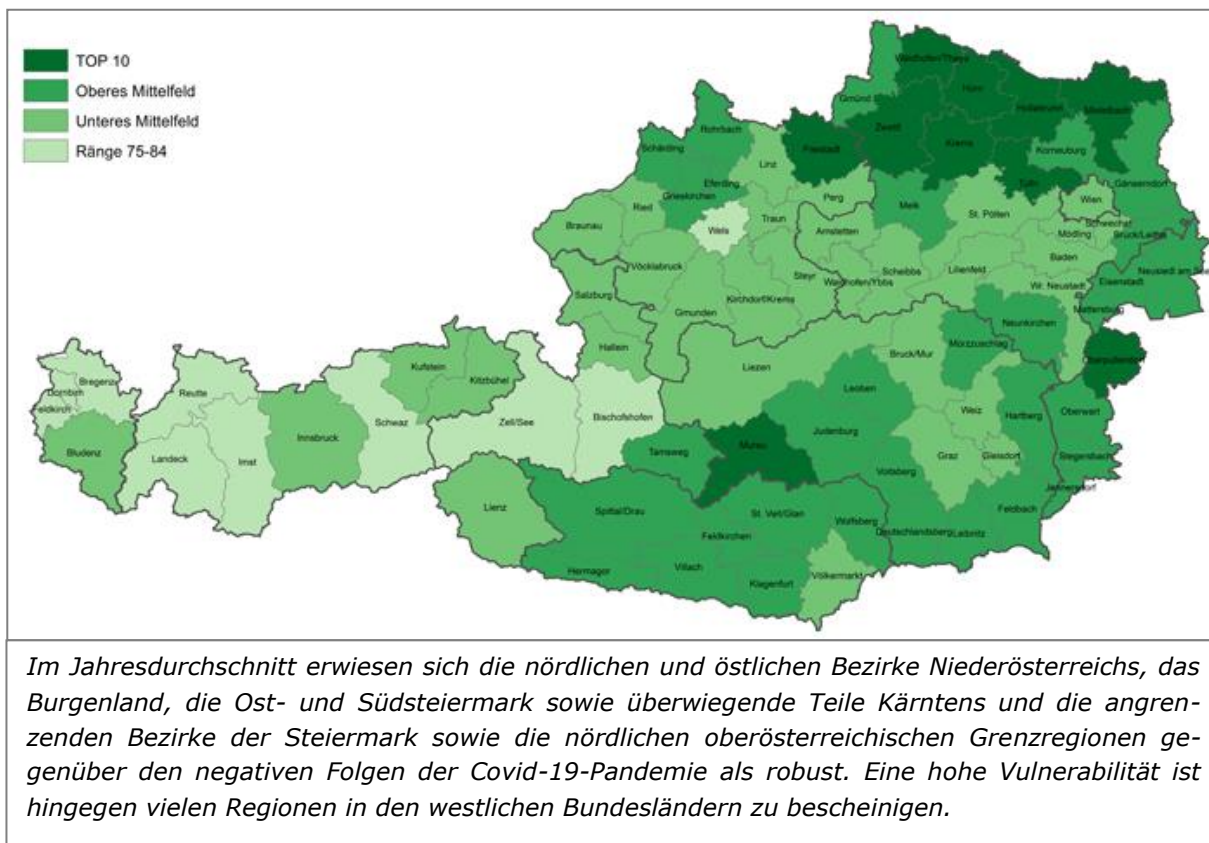 TOP 10
Oberes Mittelfeld
Unteres Mittelfeld
Ränge 75-84
Waidhofen/Thaya
Horn
Gmünd
Hollabrunn
Mistelbach
Zwettl
Krems
Korneuburg
Freistadt
Tulln
Gänserndorf
Rohrbach
Schärding
Linz
Eferding
Grieskirchen
Perg
Melk
St. Pölten
Wien
Schwechat
Bruck/Leitha
Ried
Wels
Traun
Amstetten
Mödling
Braunau
Baden
Neusiedl am See
Vöcklabruck
Steyr
Scheibbs
Lilienfeld
Eisenstadt
Waidhofen/Ybbs
Wr. Neustadt
Salzburg
Kirchdorf/Krems
Mattersburg
Gmunden
Neunkirchen
Hallein
Bruck/Mur
Mürzzuschlag
Oberpullendorf
Kufstein
Liezen
Kitzbühel
Bregenz
Dornbirn
Reutte
Leoben
Feldkirch
Schwaz
Zell/See
Bischofshofen
Weiz
Hartberg
Oberwart
Innsbruck
Bludenz
Landeck
Imst
Tamsweg
Murau
Judenburg
Graz
Gleisdorf
Voitsberg
Jennersdorf
Lienz
Spittal/Drau
St. Veit/Glan
Wolfsberg
Feldbach
Feldkirchen
Deutschlandsberg
Leibnitz
Hermagor
Villach
Klagenfurt
Völkermarkt
Im Jahresdurchschnitt erwiesen sich die nördlichen und östlichen Bezirke Niederösterreichs, das
Burgenland, die Ost- und Südsteiermark sowie überwiegende Teile Kärntens und die angren-
zenden Bezirke der Steiermark sowie die nördlichen oberösterreichischen Grenzregionen ge-
genüber den negativen Folgen der Covid-19-Pandemie als robust. Eine hohe Vulnerabilität ist
hingegen vielen Regionen in den westlichen Bundesländern zu bescheinigen.